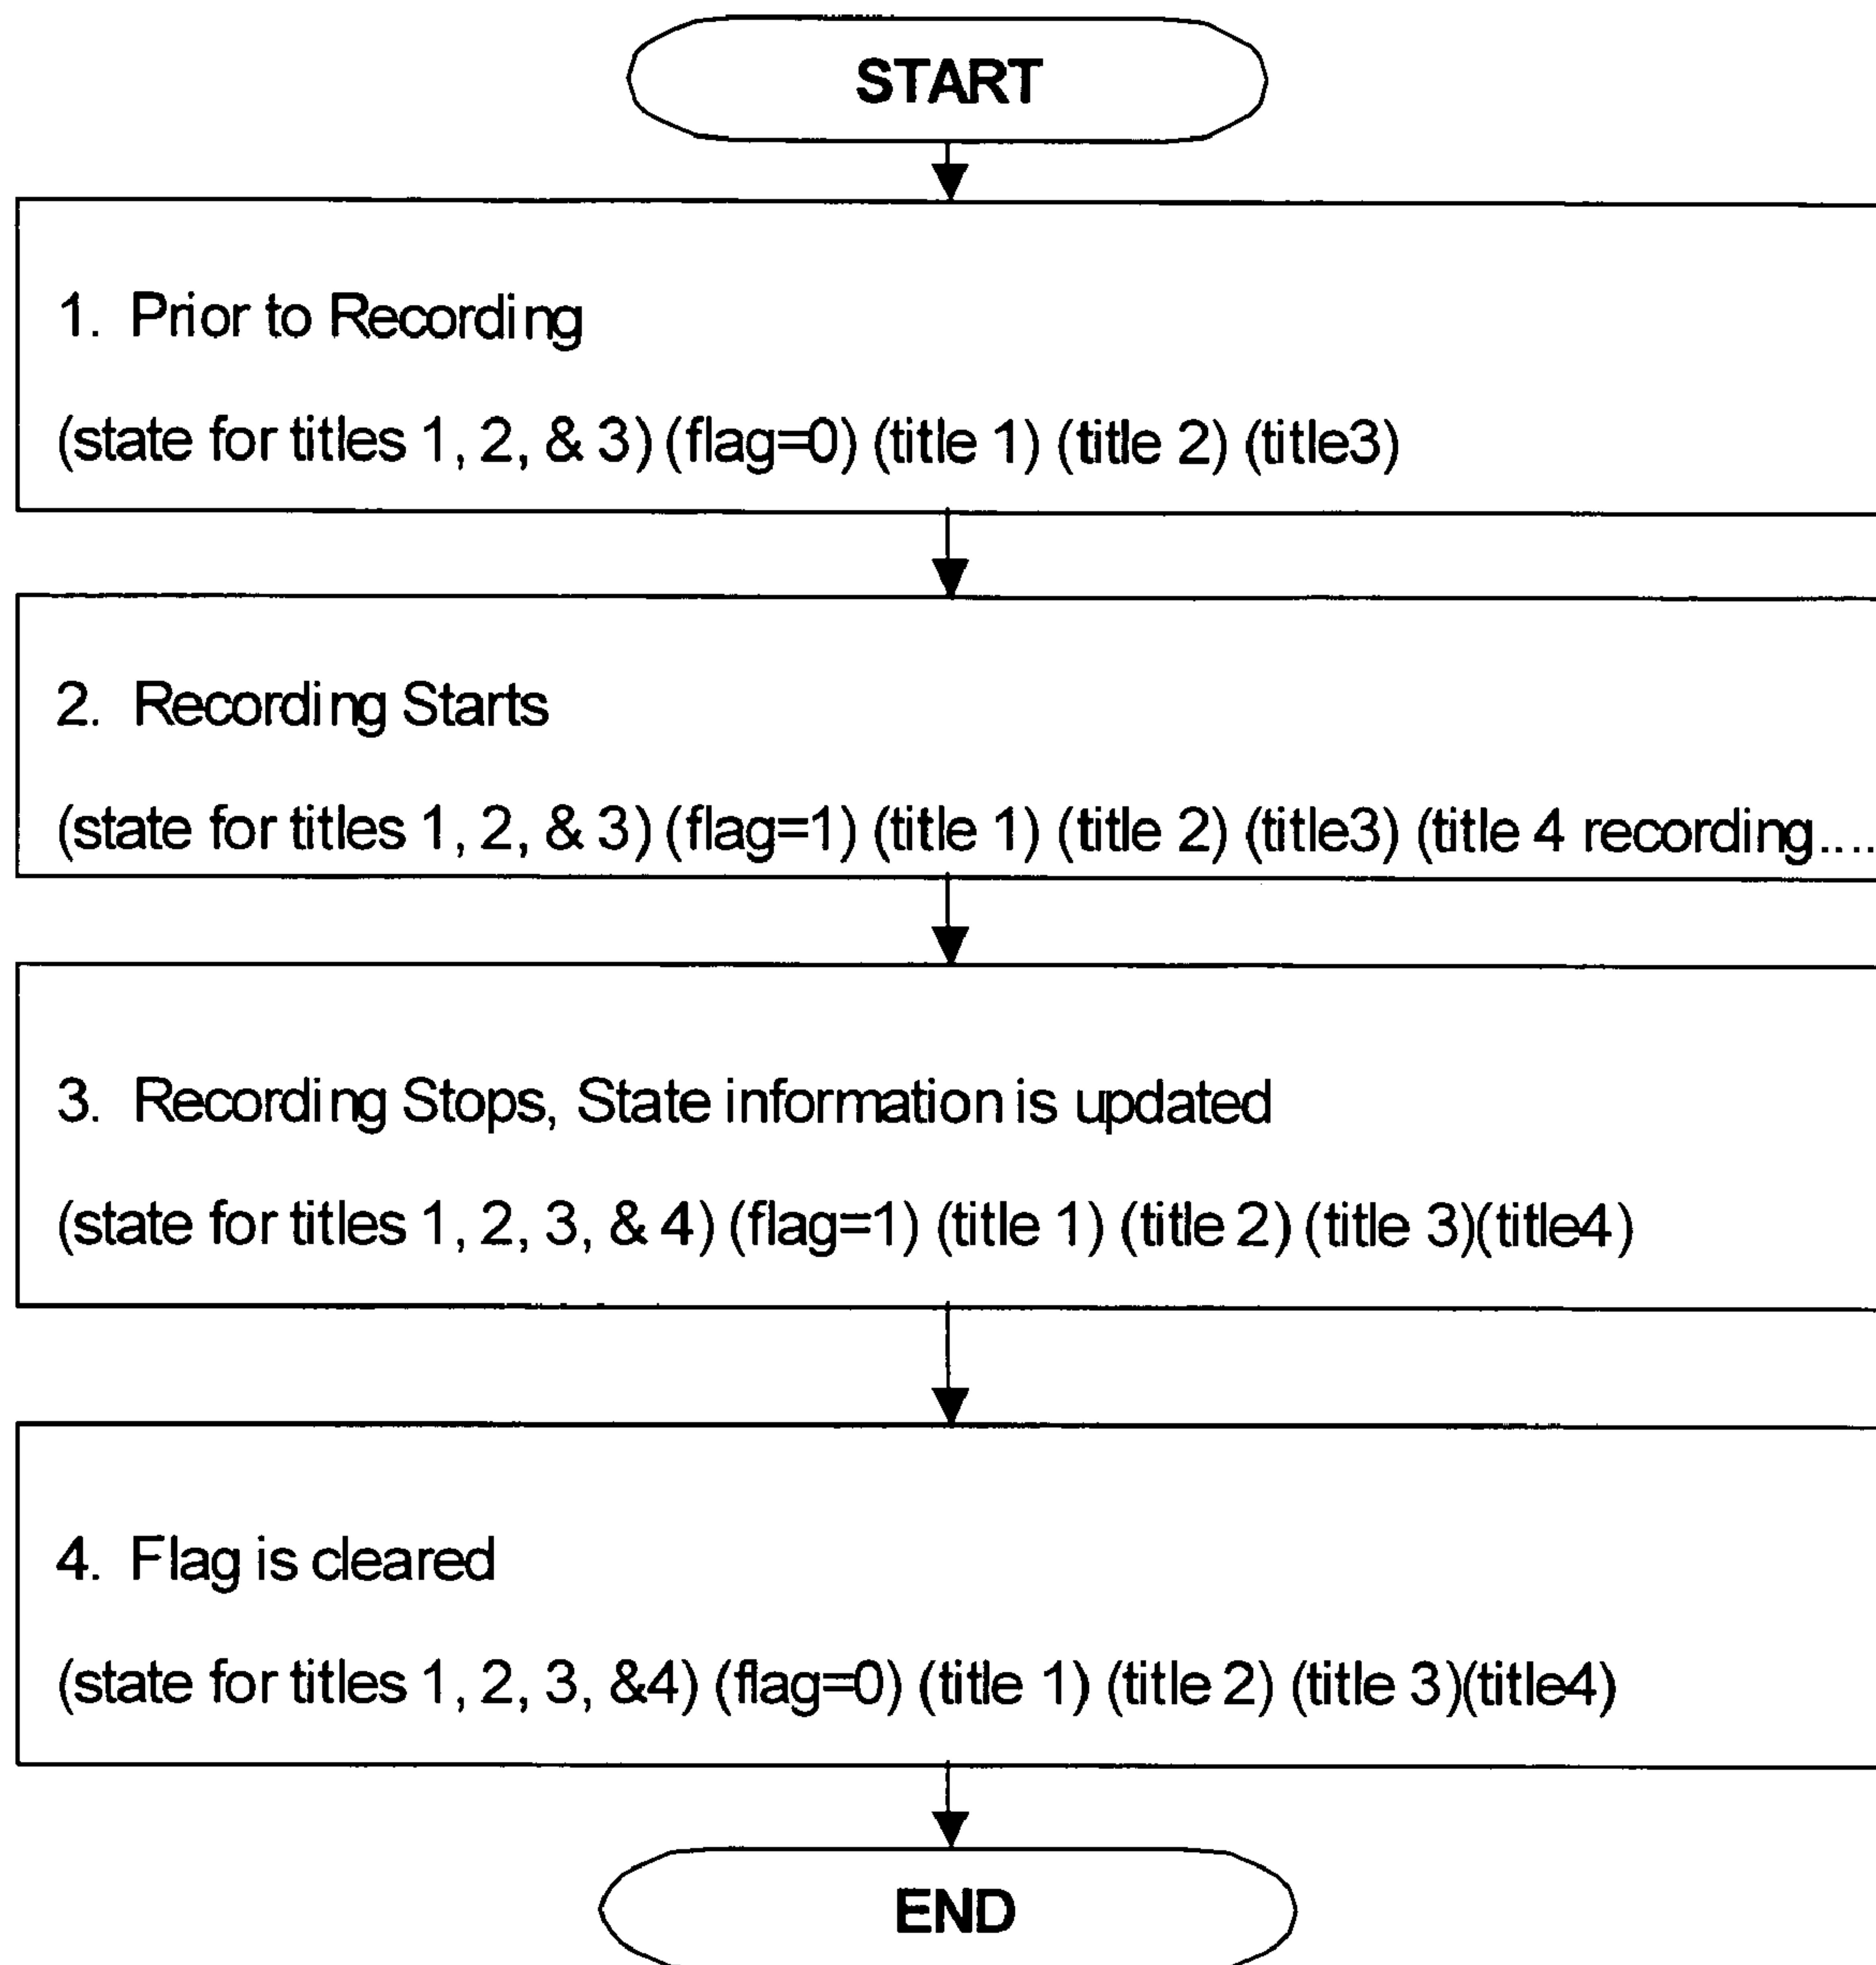 START
1. Prior to Recording
(state for titles 1, 2, & 3) (flag=0) (title 1) (title 2) (title3)
2. Recording Starts
(state for titles 1, 2, & 3) (flag=1) (title 1) (title 2) (title3) (title 4 recording....
3. Recording Stops, State information is updated
(state for titles 1, 2, 3, & 4) (flag=1) (title 1) (title 2) (title 3)(title4)
4. Flag is cleared
(state for titles 1, 2, 3, &4) (flag=0) (title 1) (title 2) (title 3)(title4)
END